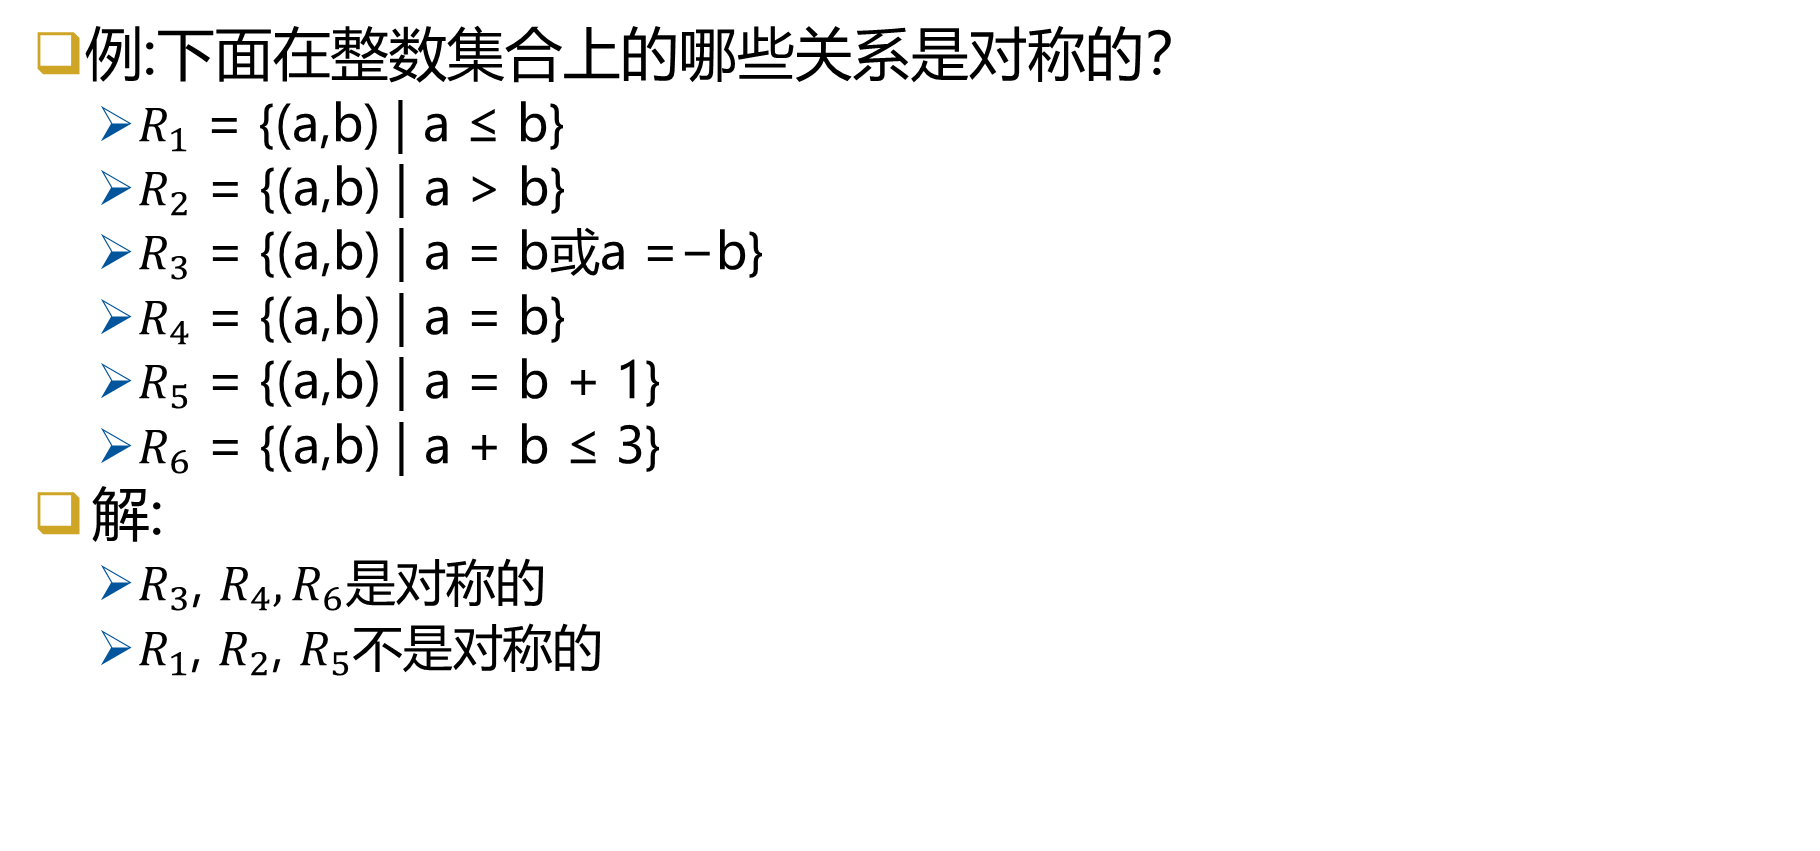 例:下面在整数集合上的哪些关系是对称的?
R₁ = {(a,b) | a ≤ b}
R₂ = {(a,b) | a > b}
R₃ = {(a,b) | a = b或a =−b}
R₄ = {(a,b) | a = b}
R₅ = {(a,b) | a = b + 1}
R₆ = {(a,b) | a + b ≤ 3}
解:
R₃, R₄, R₆是对称的
R₁, R₂, R₅不是对称的